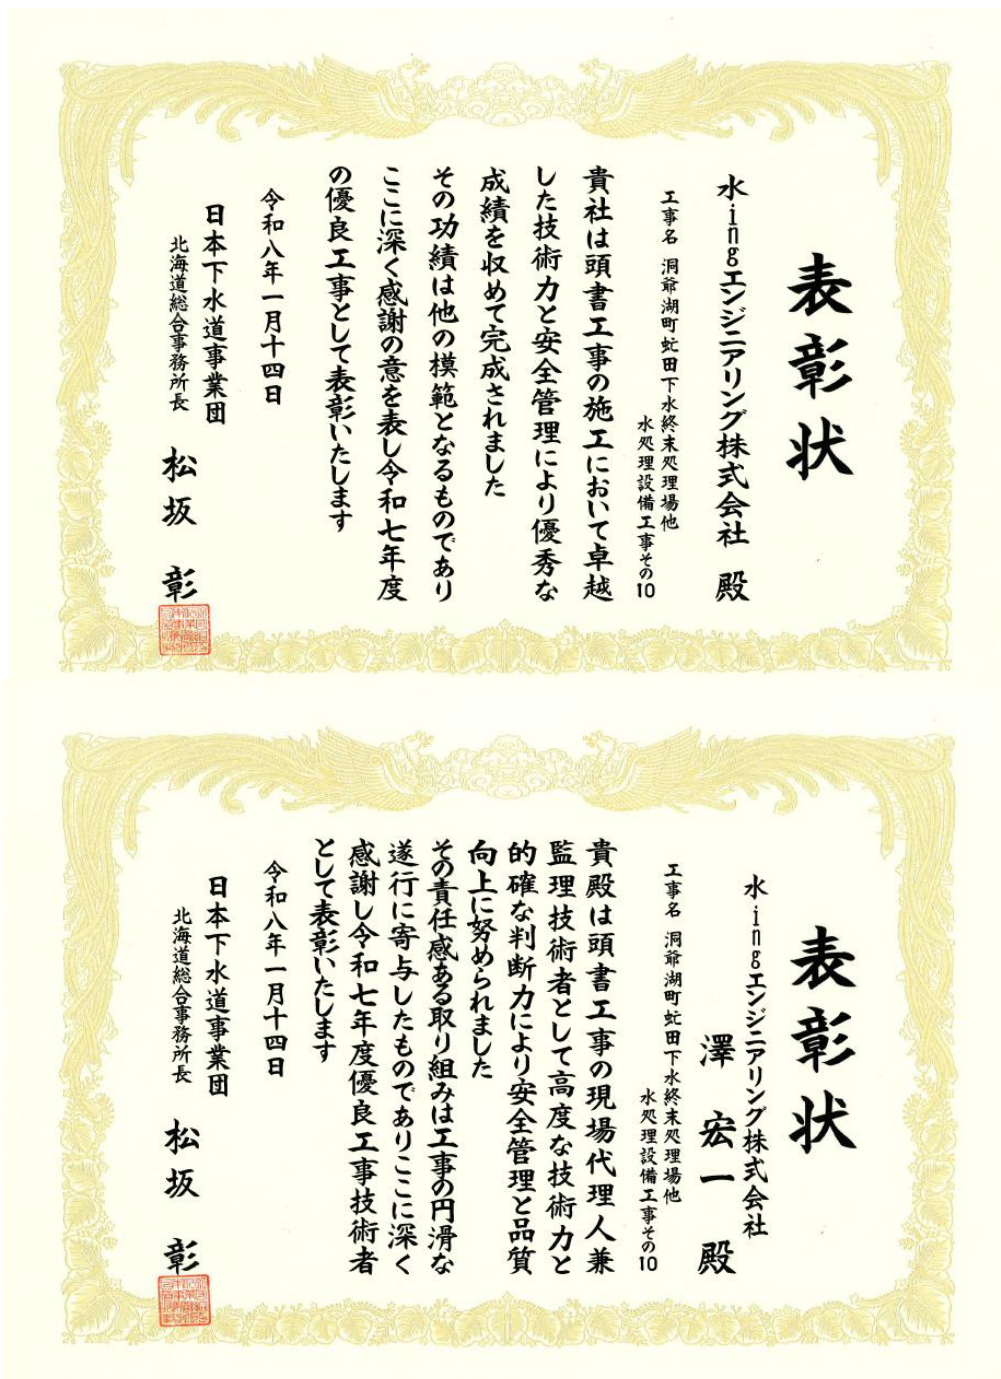 表彰状
水ingエンジニアリング株式会社 殿
工事名 洞爺湖町虻田下水終末処理場他
水処理設備工事その10
貴社は頭書工事の施工において卓越
した技術力と安全管理により優秀な
成績を収めて完成されました
その功績は他の模範となるものであり
ここに深く感謝の意を表し令和七年度
の優良工事として表彰いたします
令和八年一月十四日
日本下水道事業団
北海道総合事務所長
松坂 彰
表彰状
水ingエンジニアリング株式会社
澤 宏一 殿
工事名 洞爺湖町虻田下水終末処理場他
水処理設備工事その10
貴殿は頭書工事の現場代理人兼
監理技術者として高度な技術力と
的確な判断力により安全管理と品質
向上に努められました
その責任感ある取り組みは工事の円滑な
遂行に寄与したものでありここに深く
感謝し令和七年度優良工事技術者
として表彰いたします
令和八年一月十四日
日本下水道事業団
北海道総合事務所長
松坂 彰